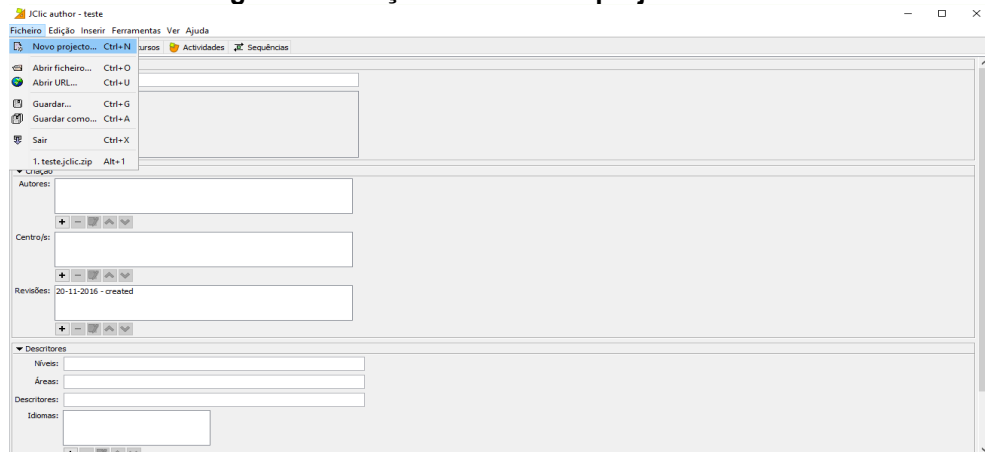 JClic author - teste
Ficheiro Edição Inserir Ferramentas Ver Ajuda
Novo projecto... Ctrl+N
Actividades Sequências
Abrir ficheiro... Ctrl+O
Abrir URL... Ctrl+U
Guardar... Ctrl+G
Guardar como... Ctrl+A
Sair Ctrl+X
1. teste.jclic.zip Alt+1
Criação
Autores:
Centro/s:
Revisões: 20-11-2016 - created
Descritores
Níveis:
Áreas:
Descritores:
Idiomas: